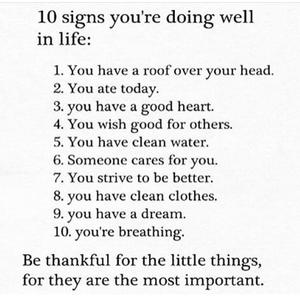 10 signs you're doing well
in life:
1. You have a roof over your head.
2. You ate today.
3. you have a good heart.
4. You wish good for others.
5. You have clean water.
6. Someone cares for you.
7. You strive to be better.
8. you have clean clothes.
9. you have a dream.
10. you're breathing.
Be thankful for the little things,
for they are the most important.